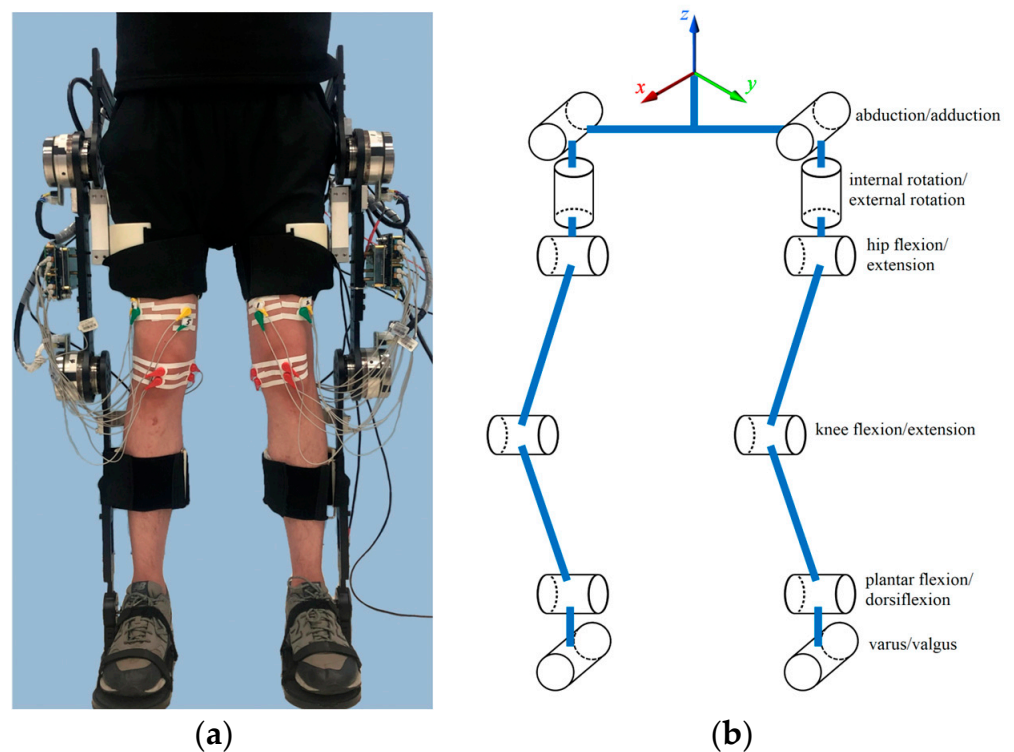 z
x
y
abduction/adduction
internal rotation/
external rotation
hip flexion/
extension
knee flexion/extension
plantar flexion/
dorsiflexion
varus/valgus
(a)
(b)